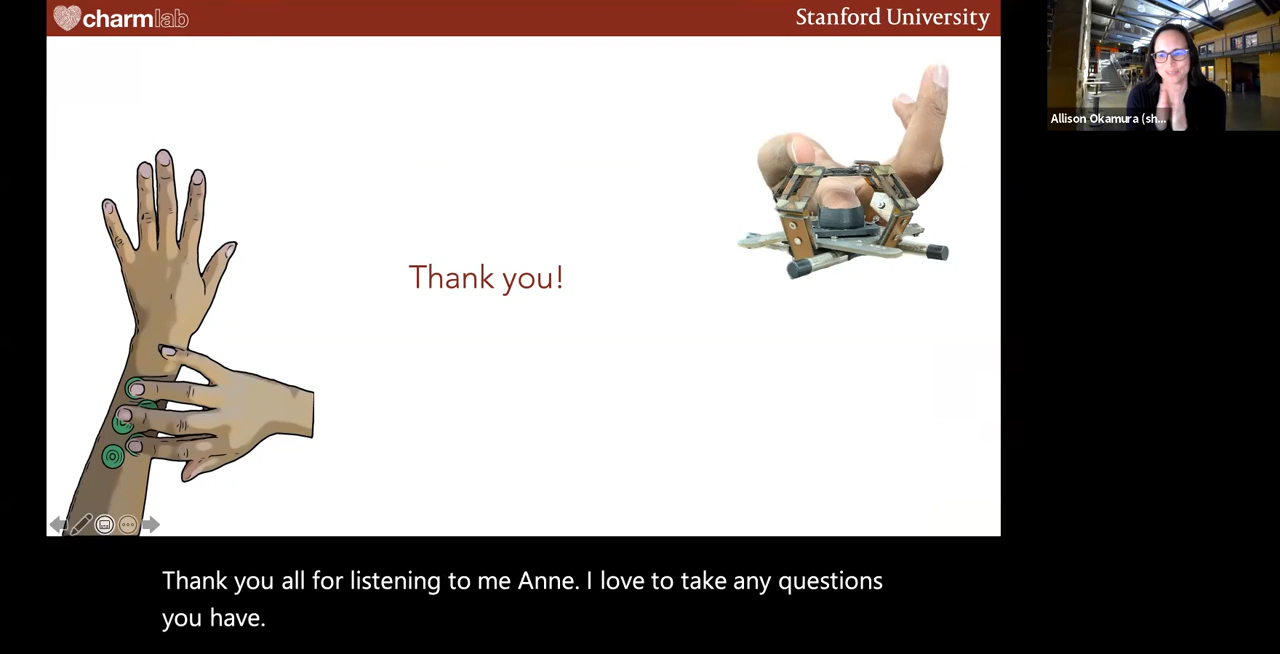 charmlab
Stanford University
Allison Okamura (sh...
Thank you!
Thank you all for listening to me Anne. I love to take any questions
you have.